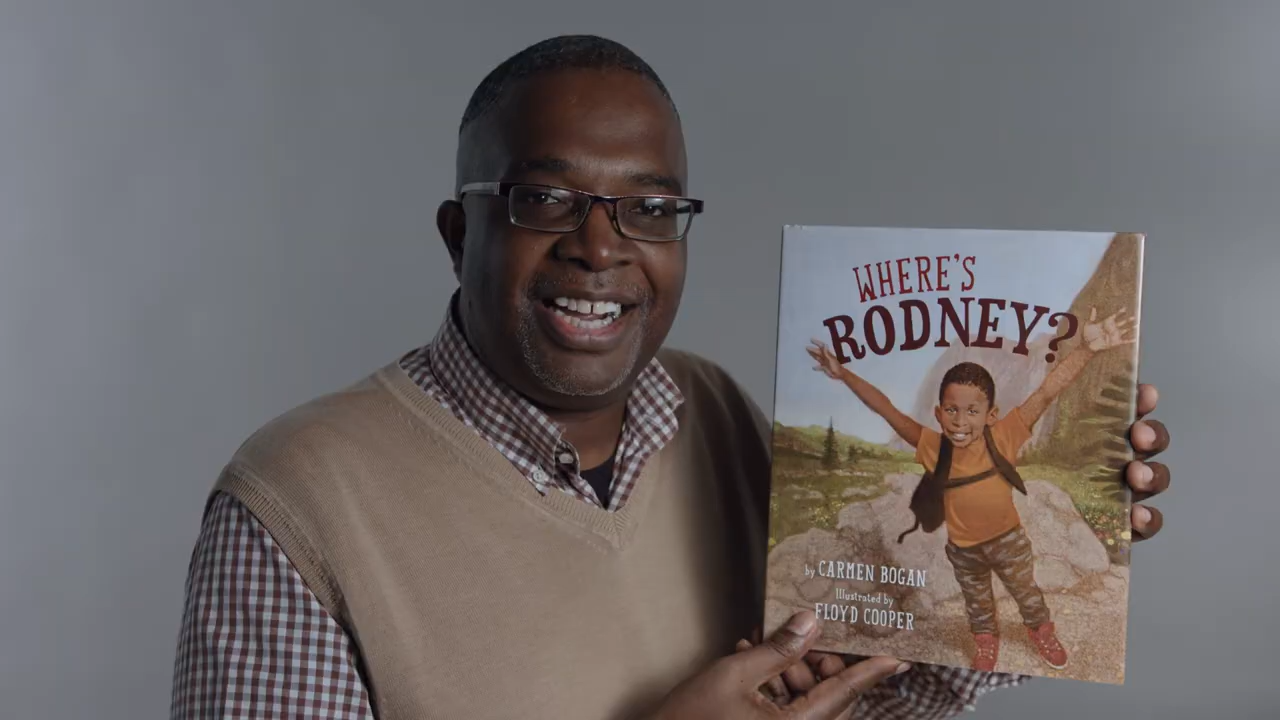 WHERE'S
RODNEY?
by CARMEN BOGAN
Illustrated by
FLOYD COOPER